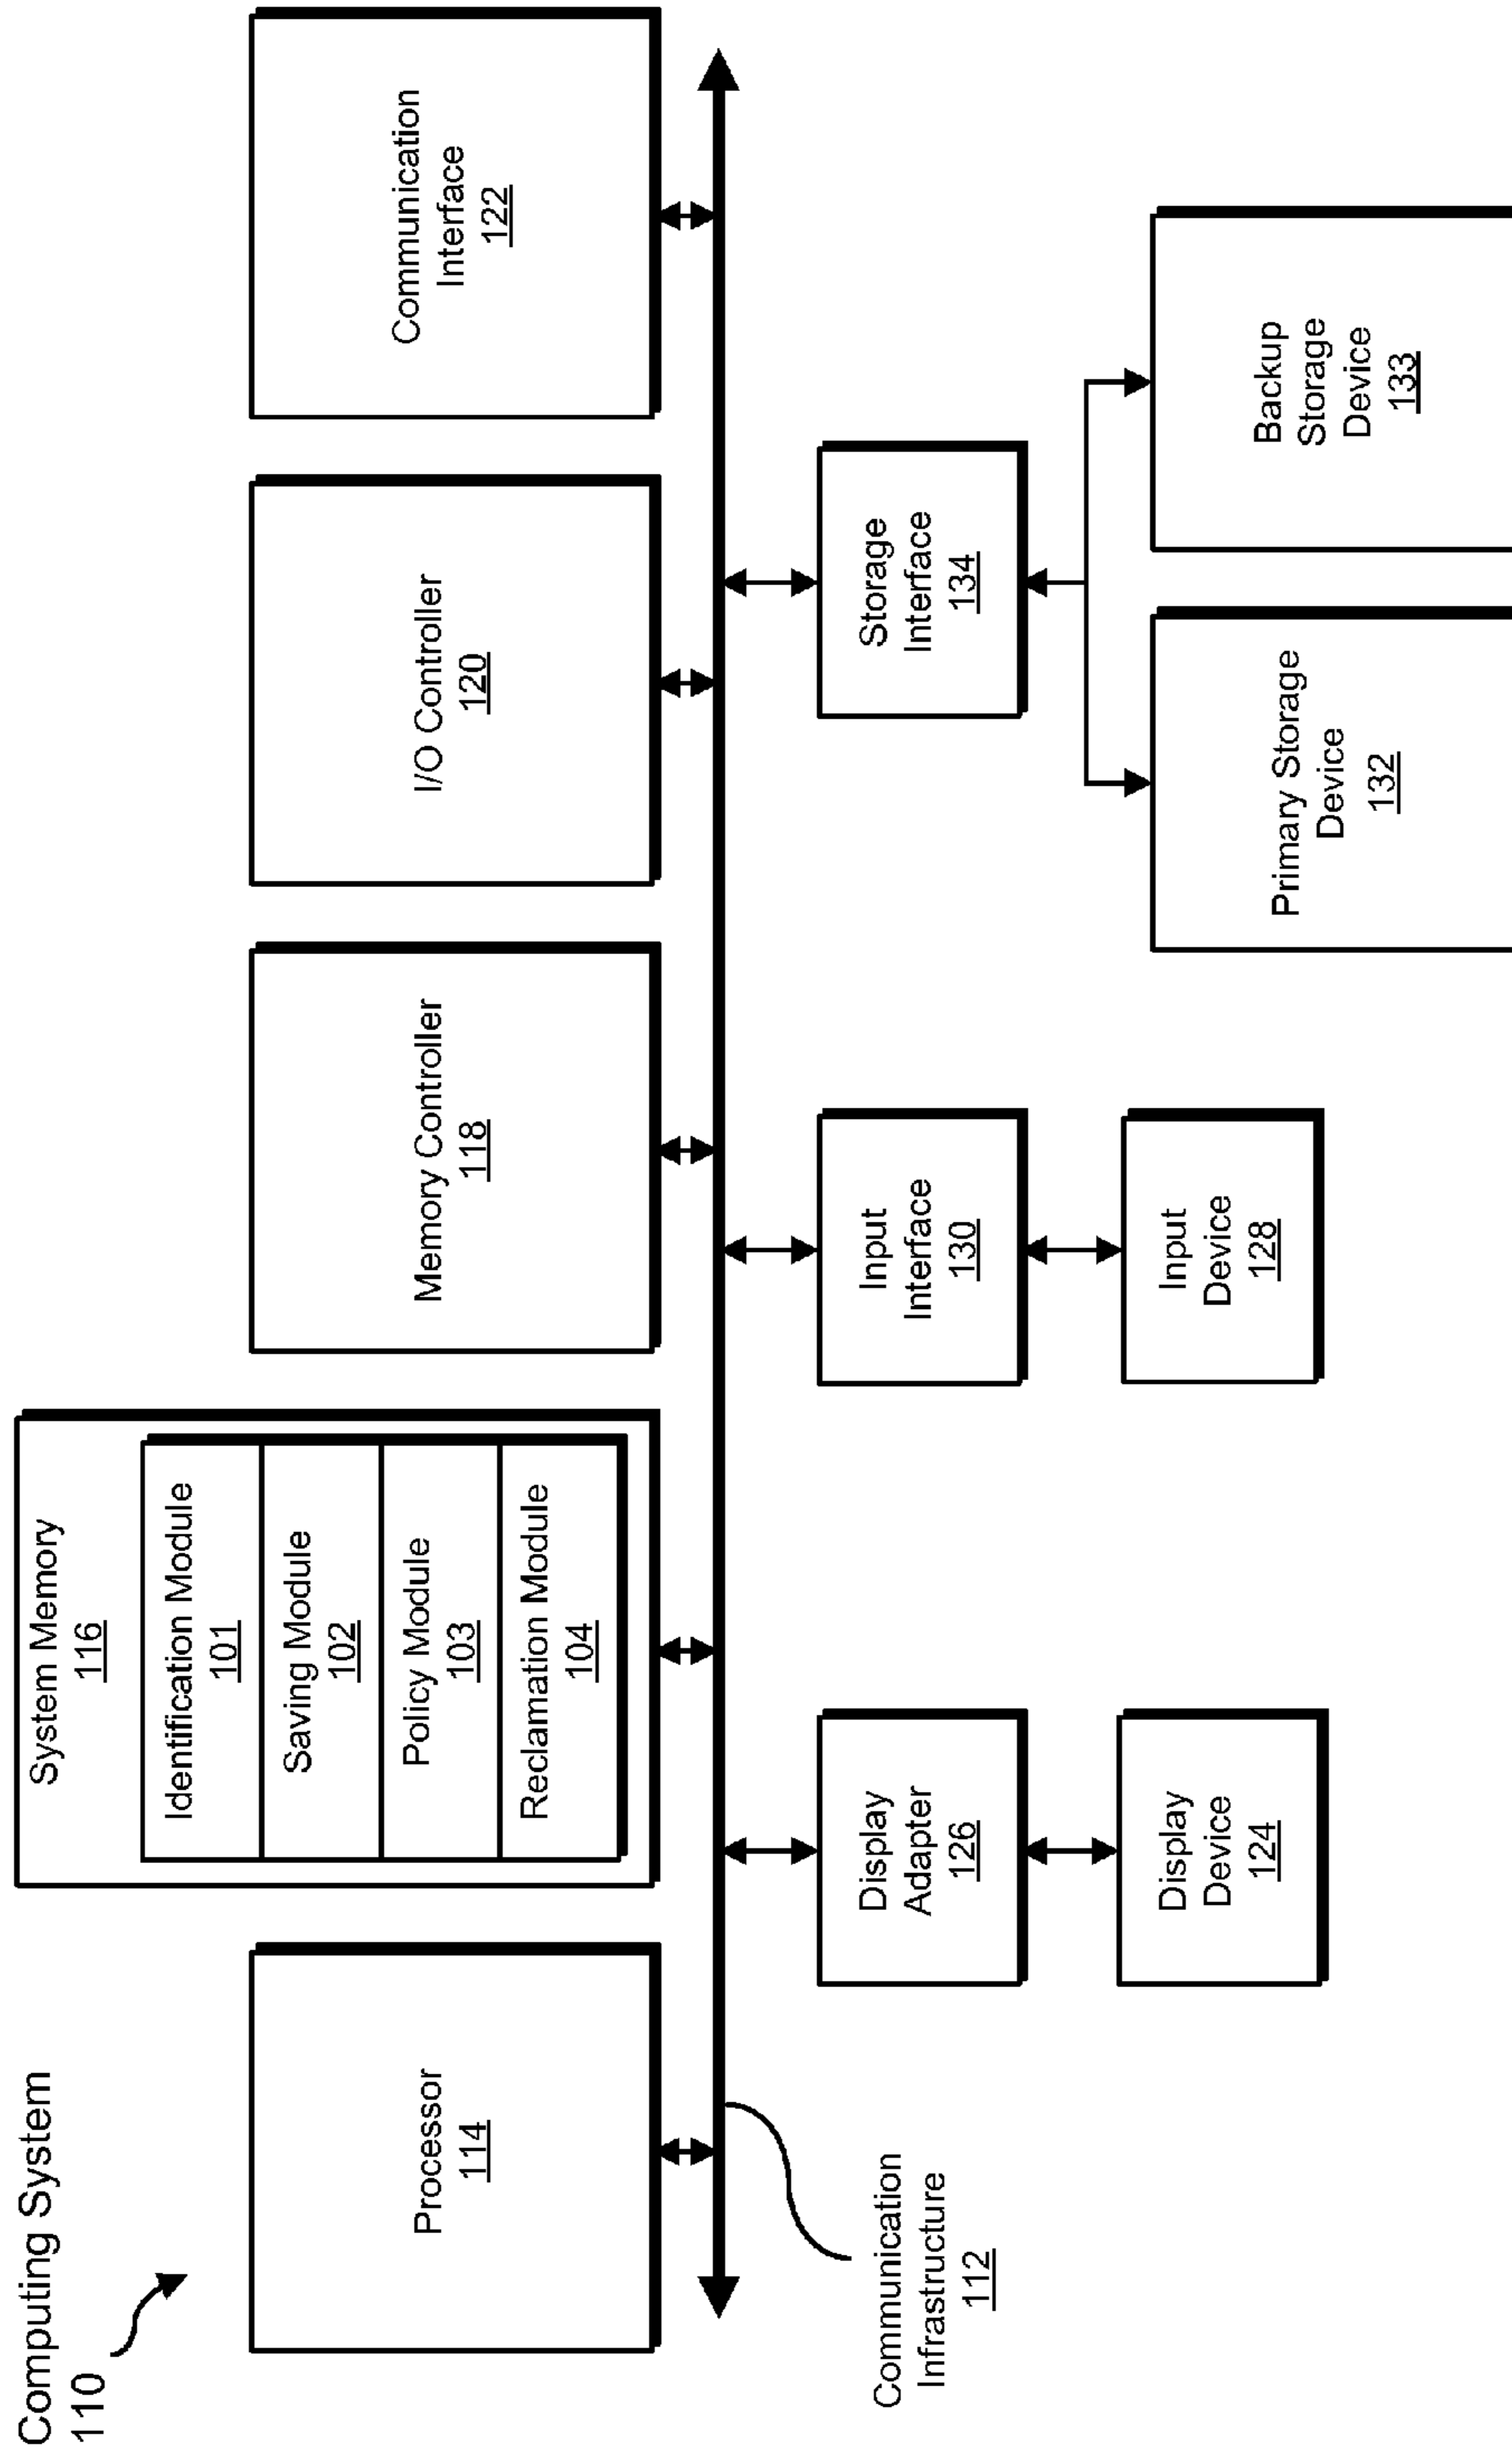 Computing System
110
System Memory
116
Identification Module
101
Saving Module
102
Policy Module
103
Reclamation Module
104
Processor
114
Memory Controller
118
I/O Controller
120
Communication
Interface
122
Communication
Infrastructure
112
Display
Adapter
126
Input
Interface
130
Storage
Interface
134
Display
Device
124
Input
Device
128
Primary Storage
Device
132
Backup
Storage
Device
133